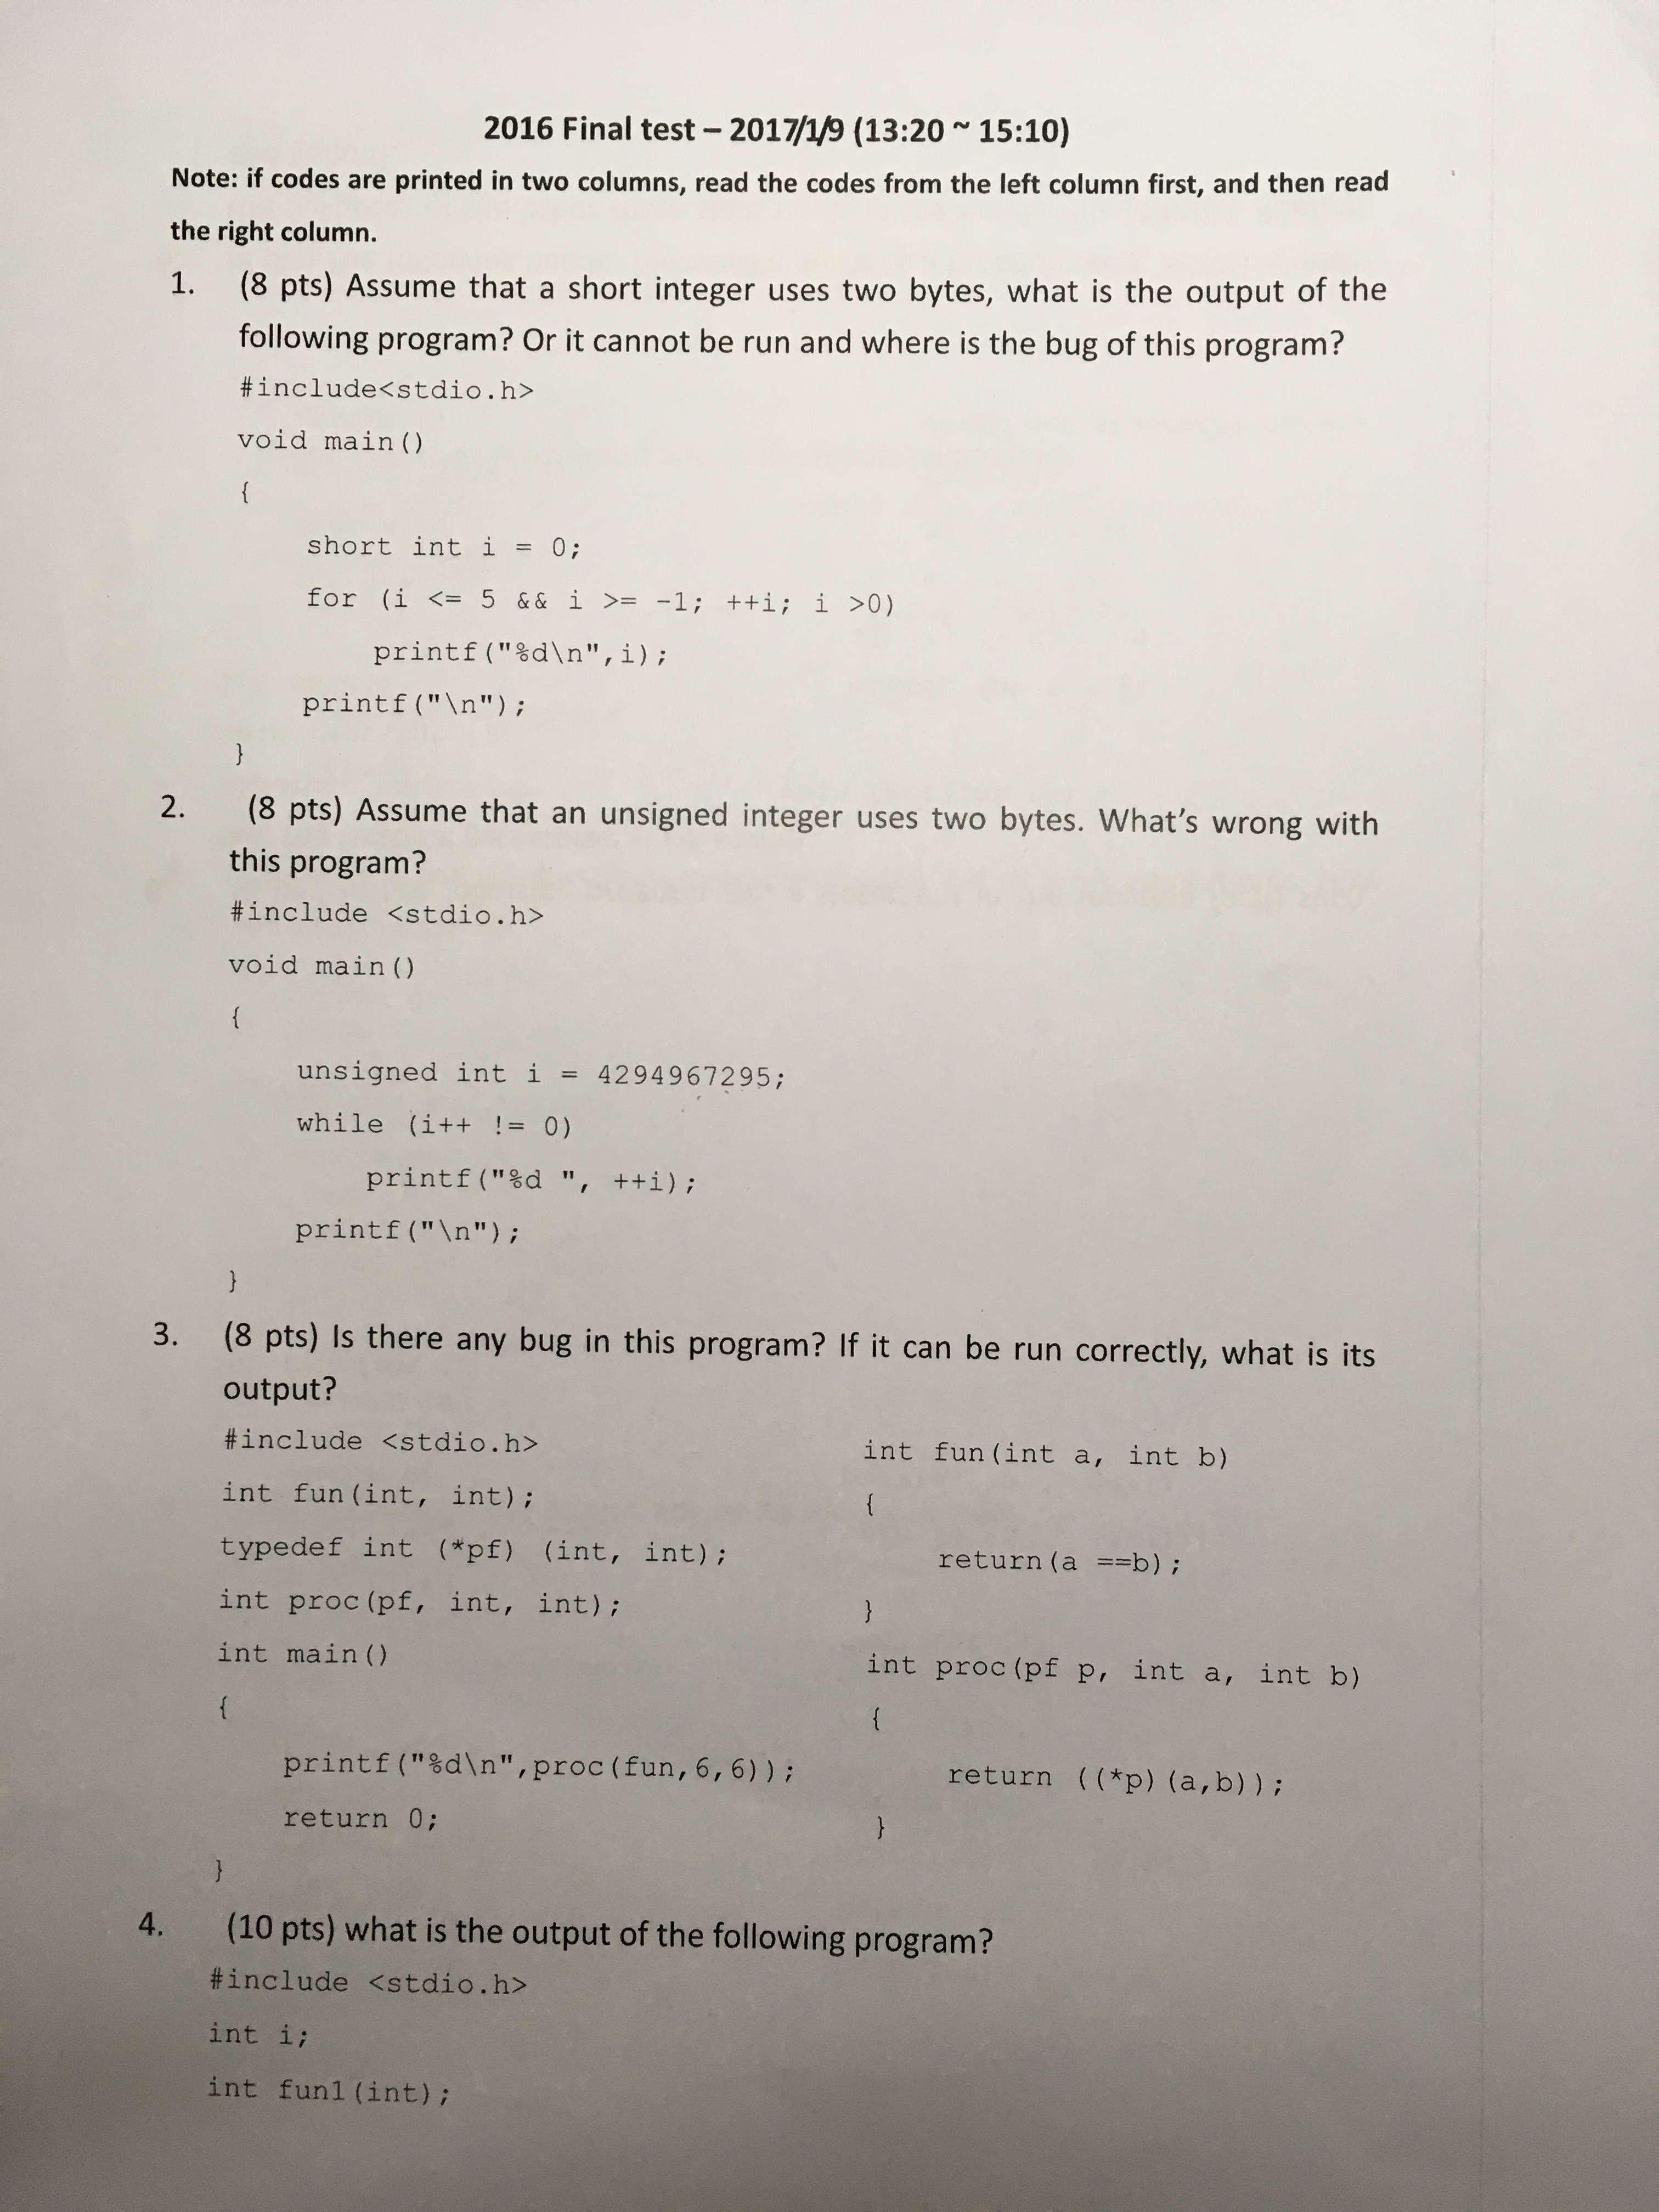 2016 Final test – 2017/1/9 (13:20 ~ 15:10)
Note: if codes are printed in two columns, read the codes from the left column first, and then read
the right column.
1. (8 pts) Assume that a short integer uses two bytes, what is the output of the
following program? Or it cannot be run and where is the bug of this program?
#include<stdio.h>
void main()
{
short int i = 0;
for (i <= 5 && i >= -1; ++i; i >0)
printf("%d\n",i);
printf("\n");
}
2. (8 pts) Assume that an unsigned integer uses two bytes. What's wrong with
this program?
#include <stdio.h>
void main()
{
unsigned int i = 4294967295;
while (i++ != 0)
printf("%d ", ++i);
printf("\n");
}
3. (8 pts) Is there any bug in this program? If it can be run correctly, what is its
output?
#include <stdio.h>
int fun(int, int);
typedef int (*pf) (int, int);
int proc(pf, int, int);
int main()
{
printf("%d\n",proc(fun,6,6));
return 0;
}
int fun(int a, int b)
{
return(a ==b);
}
int proc(pf p, int a, int b)
{
return ((*p)(a,b));
}
4. (10 pts) what is the output of the following program?
#include <stdio.h>
int i;
int fun1(int);